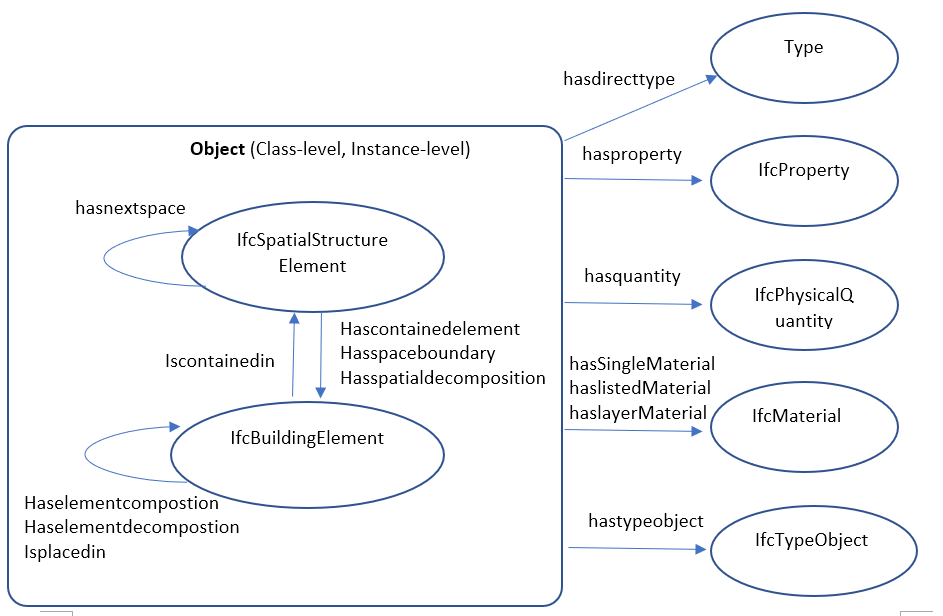 Type
hasdirecttype
Object (Class-level, Instance-level)
hasproperty
IfcProperty
hasnextspace
IfcSpatialStructure
Element
hasquantity
IfcPhysicalQ
uantity
Iscontainedin
Hascontainedelement
Hasspaceboundary
Hasspatialdecomposition
hasSingleMaterial
haslistedMaterial
haslayerMaterial
IfcMaterial
IfcBuildingElement
Haselementcompostion
Haselementdecompostion
Isplacedin
hastypeobject
IfcTypeObject